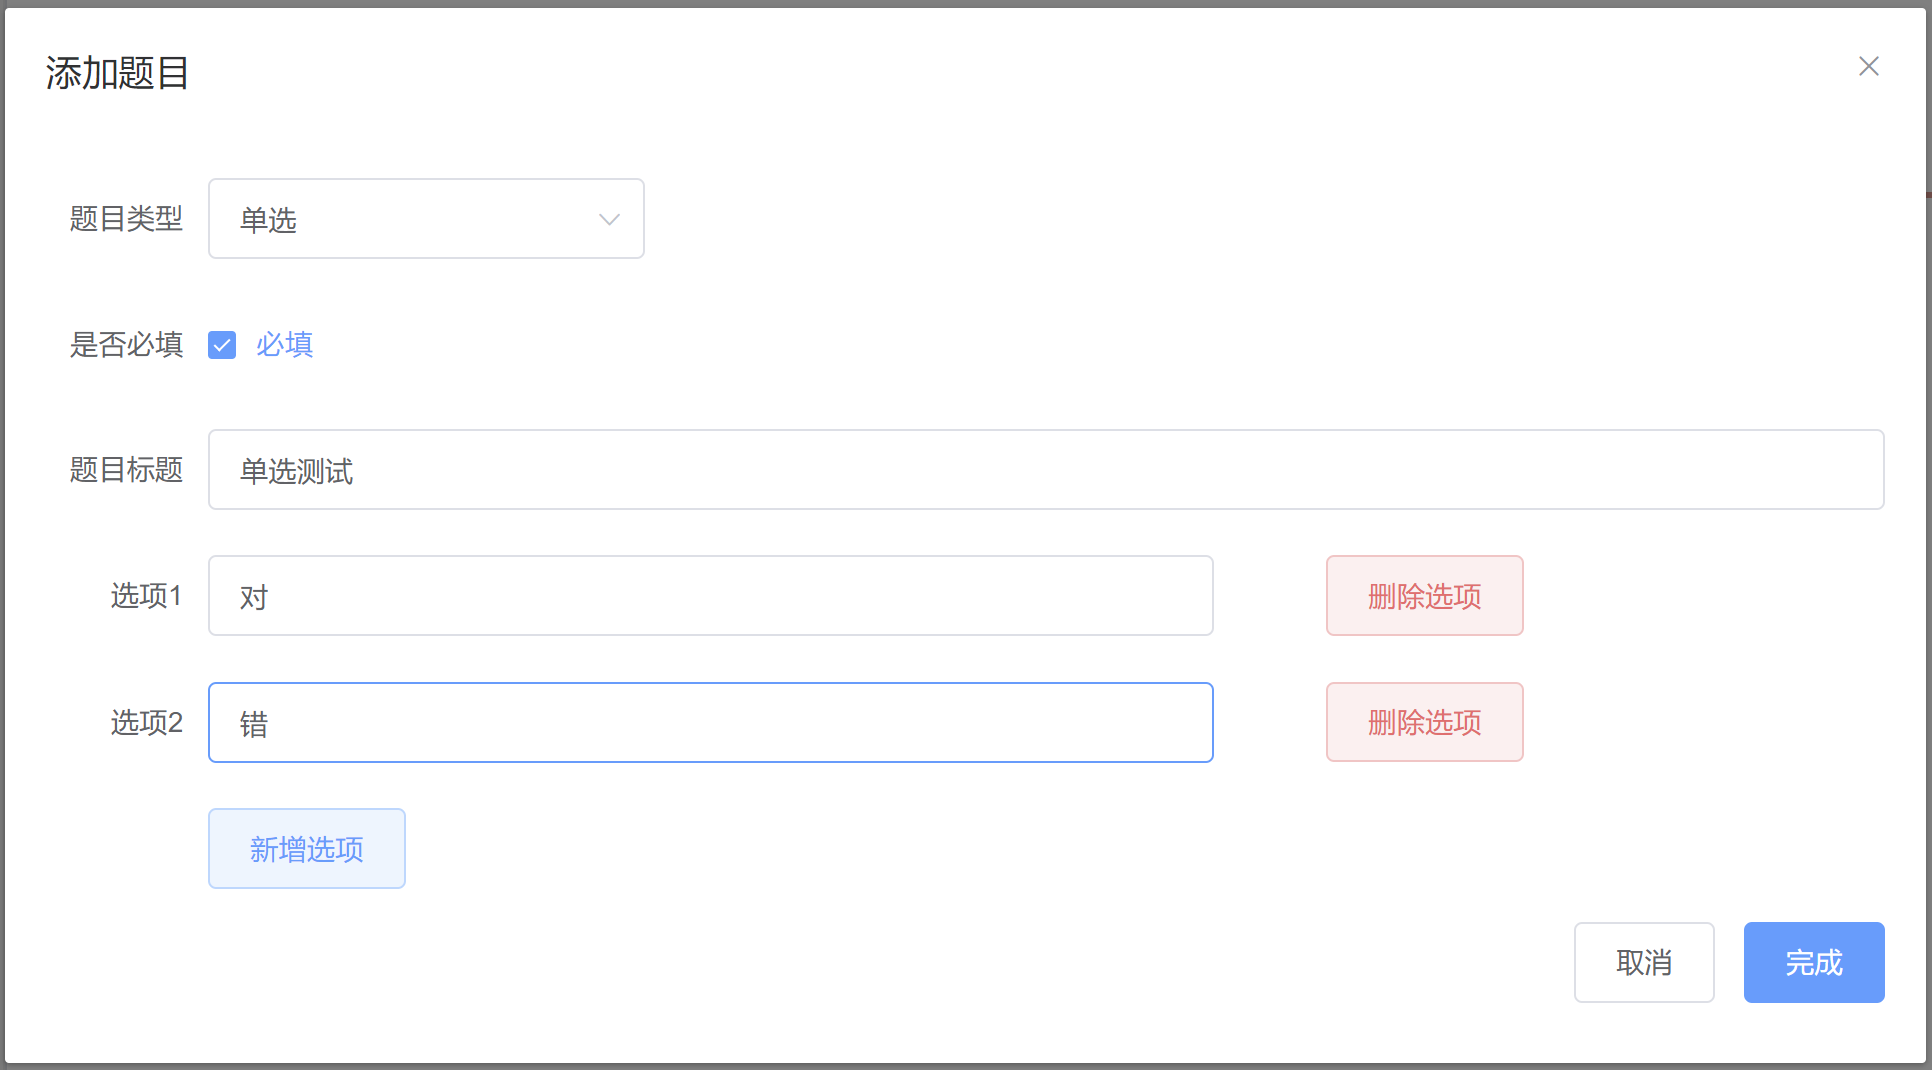 添加题目
题目类型 单选
是否必填 必填
题目标题 单选测试
选项1 对 删除选项
选项2 错 删除选项
新增选项
取消 完成